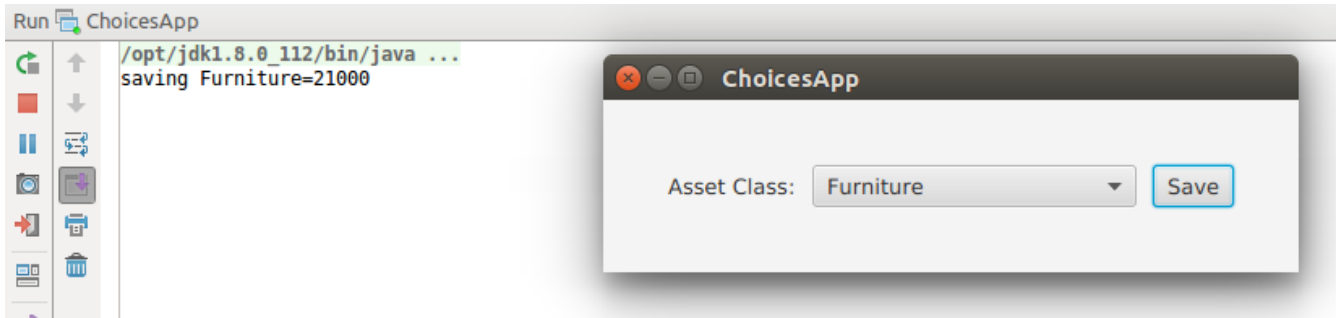 Run ChoicesApp
/opt/jdk1.8.0_112/bin/java ...
saving Furniture=21000
ChoicesApp
Asset Class: Furniture Save